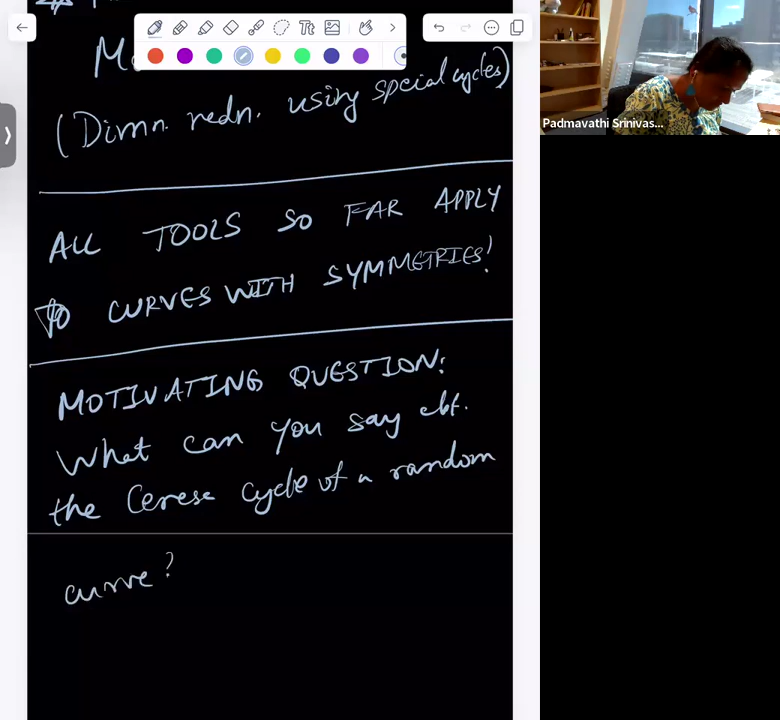 (Dimn. redn. using special cycles)
ALL TOOLS SO FAR APPLY
TO CURVES WITH SYMMETRIES!
MOTIVATING QUESTION:
What can you say abt.
the Ceresa cycle of a random
curve?
Tt
Padmavathi Srinivas...